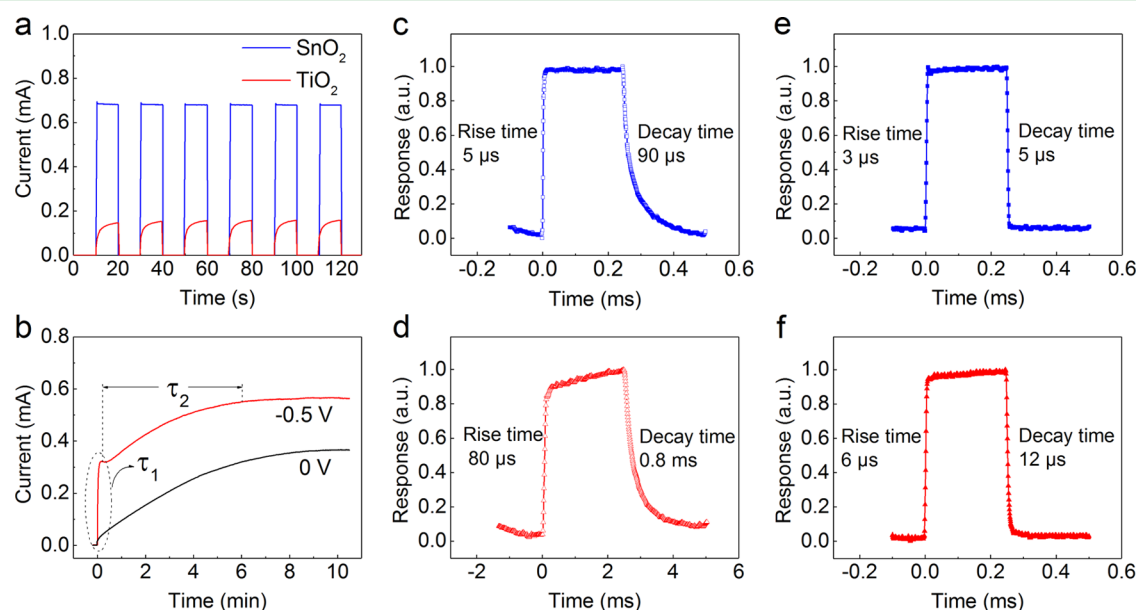 a
1.0
0.8
0.6
0.4
0.2
0.0
Current (mA)
SnO2
TiO2
0 20 40 60 80 100 120
Time (s)
c
1.0
0.8
0.6
0.4
0.2
0.0
Response (a.u.)
Rise time
5 μs
Decay time
90 μs
-0.2 0.0 0.2 0.4 0.6
Time (ms)
e
1.0
0.8
0.6
0.4
0.2
0.0
Response (a.u.)
Rise time
3 μs
Decay time
5 μs
-0.2 0.0 0.2 0.4 0.6
Time (ms)
b
0.8
0.6
0.4
0.2
0.0
Current (mA)
τ2
τ1
-0.5 V
0 V
0 2 4 6 8 10
Time (min)
d
1.0
0.8
0.6
0.4
0.2
0.0
Response (a.u.)
Rise time
80 μs
Decay time
0.8 ms
-2 0 2 4 6
Time (ms)
f
1.0
0.8
0.6
0.4
0.2
0.0
Response (a.u.)
Rise time
6 μs
Decay time
12 μs
-0.2 0.0 0.2 0.4 0.6
Time (ms)